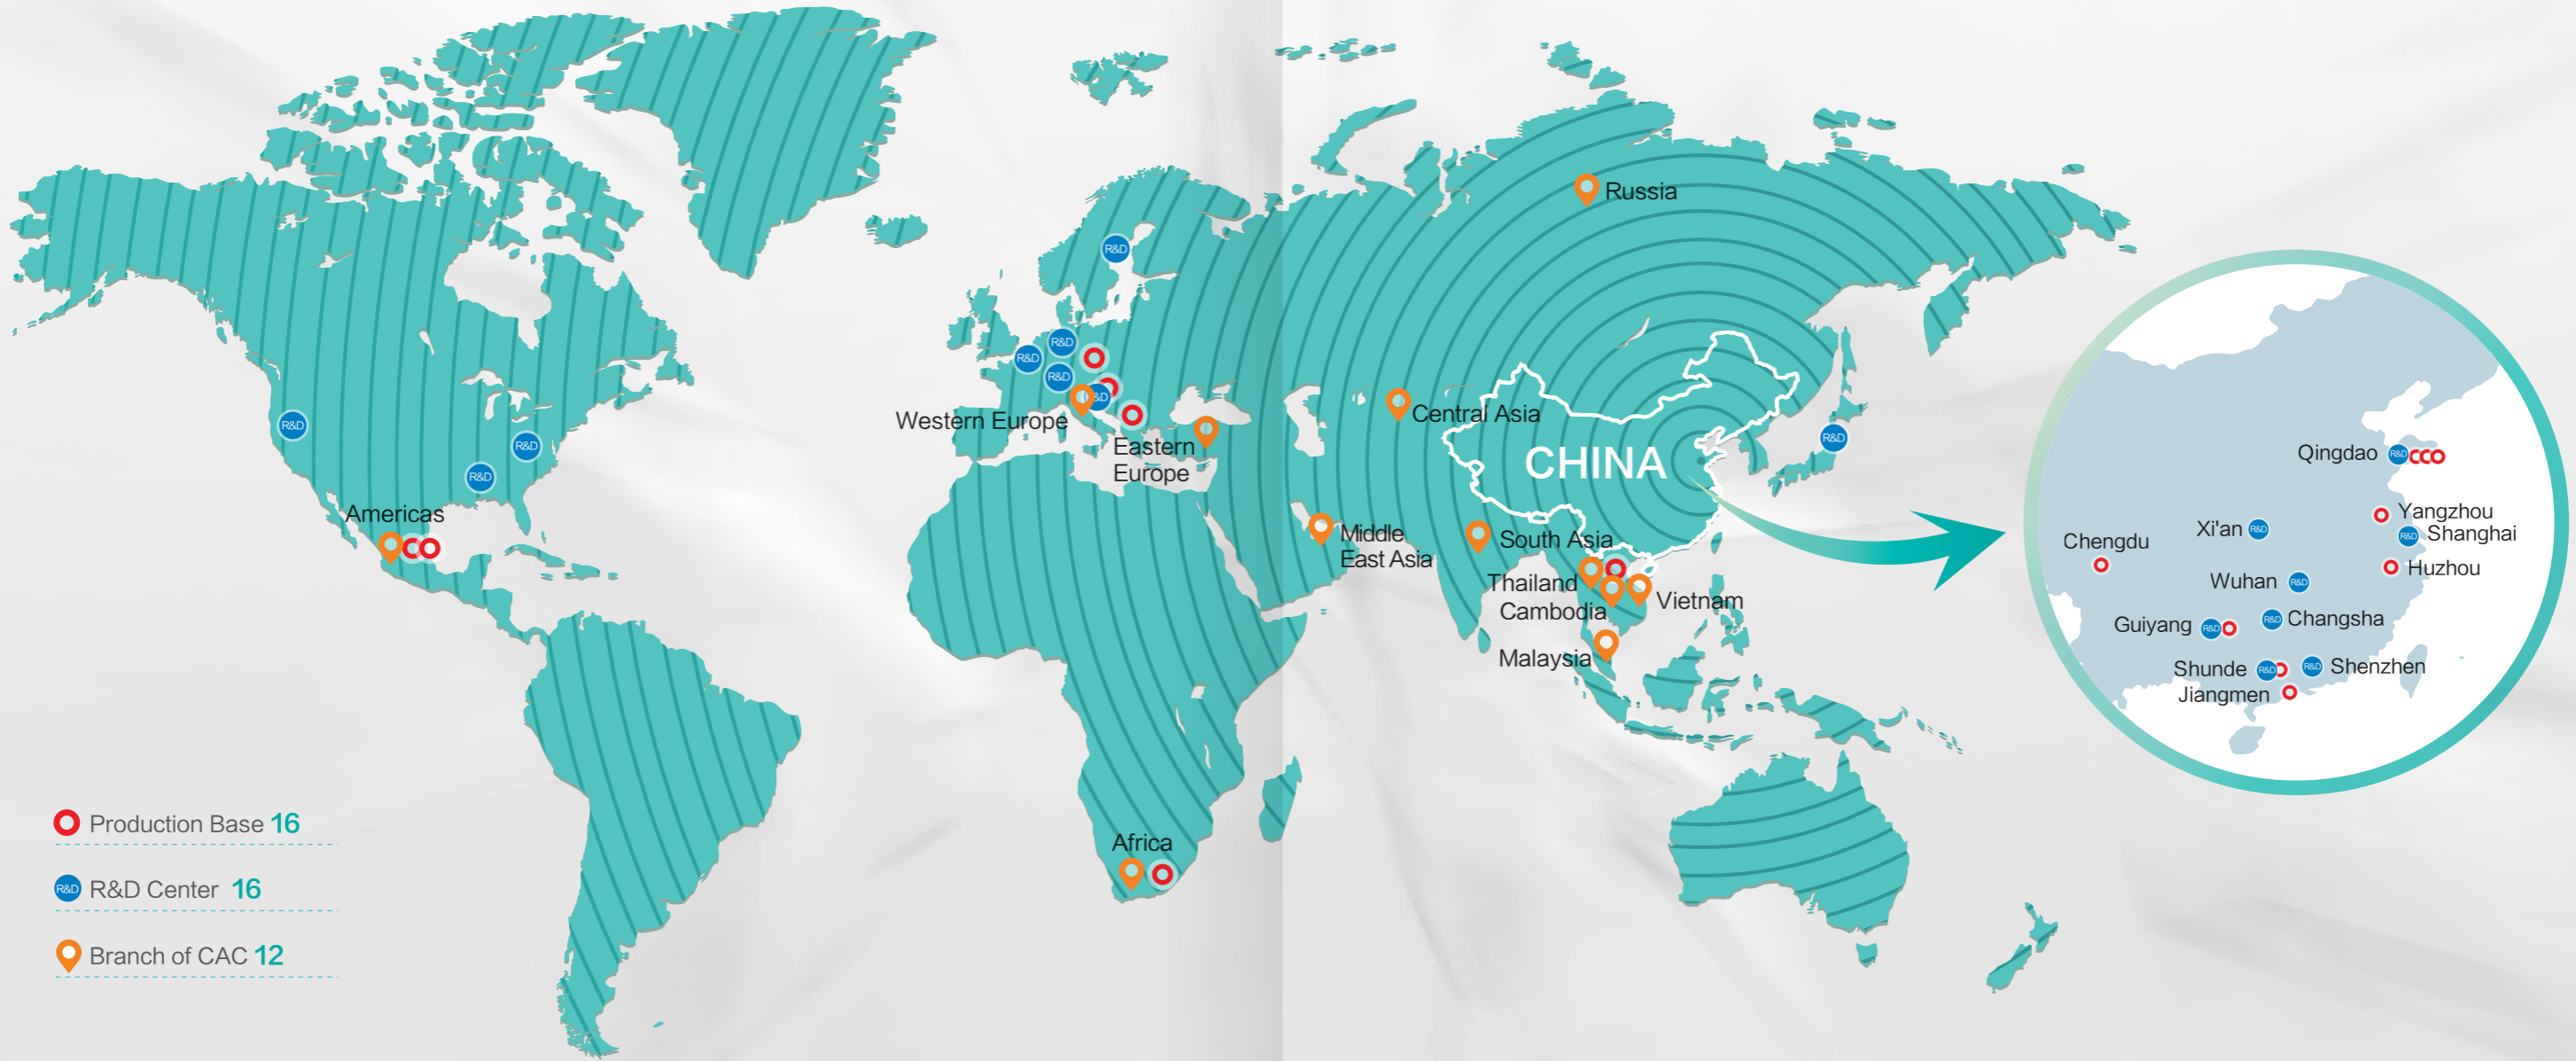 Russia
R&D
R&D
R&D
R&D
R&D
Western Europe
Eastern
Europe
Central Asia
CHINA
R&D
R&D
R&D
R&D
Americas
Middle
East Asia
South Asia
Thailand
Cambodia
Vietnam
Malaysia
Africa
Qingdao R&D
Yangzhou
Xi'an R&D
R&D Shanghai
Chengdu
Huzhou
Wuhan R&D
Guiyang R&D
R&D Changsha
Shunde R&D
R&D Shenzhen
Jiangmen
Production Base 16
R&D R&D Center 16
Branch of CAC 12